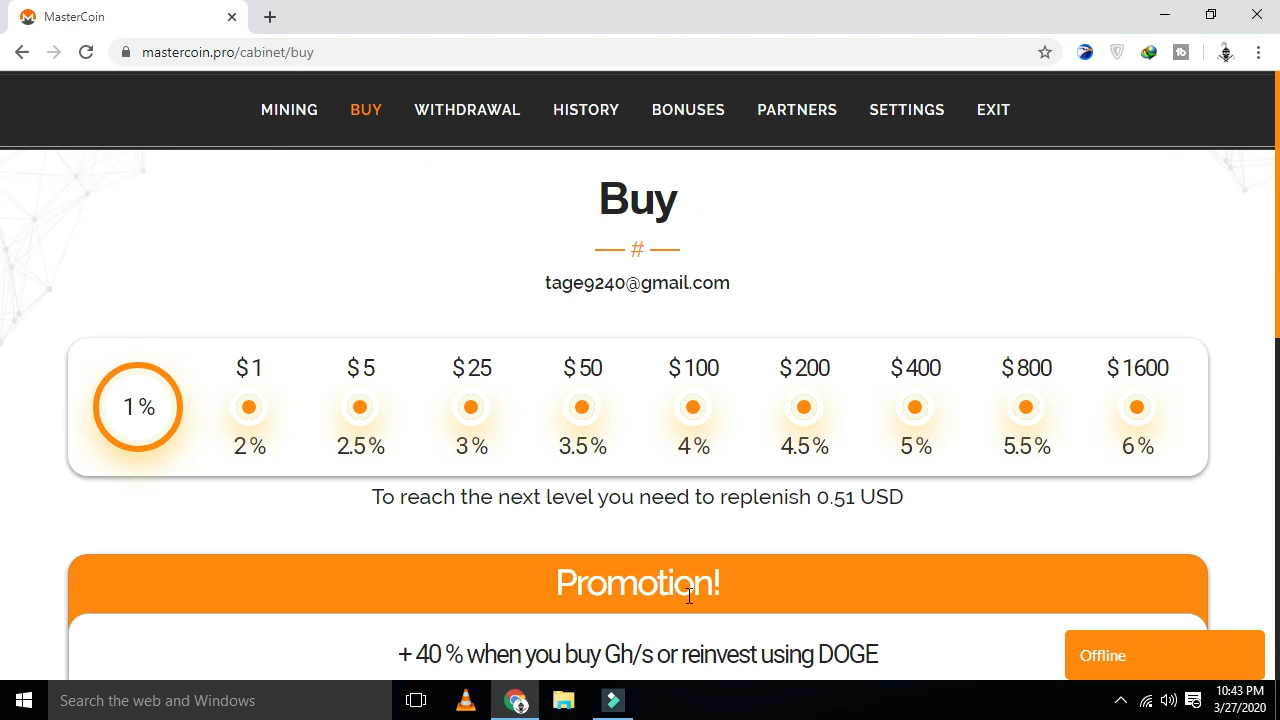 MasterCoin
mastercoin.pro/cabinet/buy
MINING BUY WITHDRAWAL HISTORY BONUSES PARTNERS SETTINGS EXIT
Buy
#
tage9240@gmail.com
$1 $5 $25 $50 $100 $200 $400 $800 $1600
1%
2% 2.5% 3% 3.5% 4% 4.5% 5% 5.5% 6%
To reach the next level you need to replenish 0.51 USD
Promotion!
+ 40 % when you buy Gh/s or reinvest using DOGE
Offline
Search the web and Windows
10:43 PM
3/27/2020